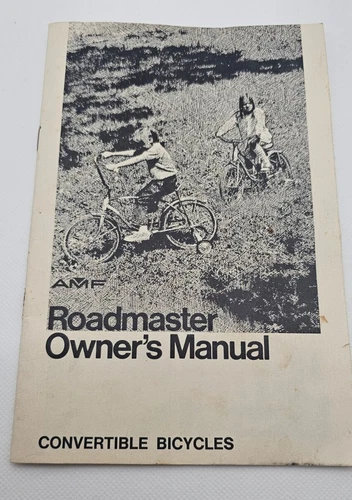 AMF
Roadmaster
Owner's Manual
CONVERTIBLE BICYCLES